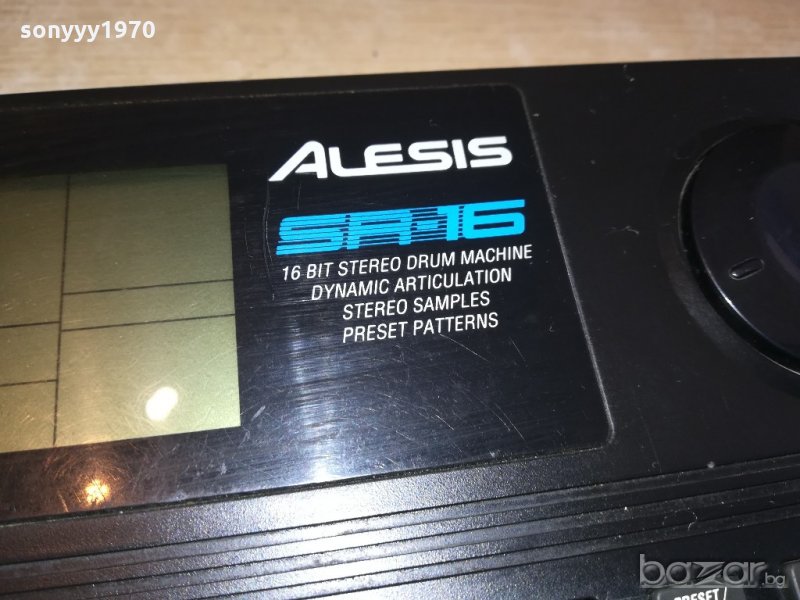 sonyyy1970
ALESIS
SR-16
16 BIT STEREO DRUM MACHINE
DYNAMIC ARTICULATION
STEREO SAMPLES
PRESET PATTERNS
bazar.bg
PRESET/